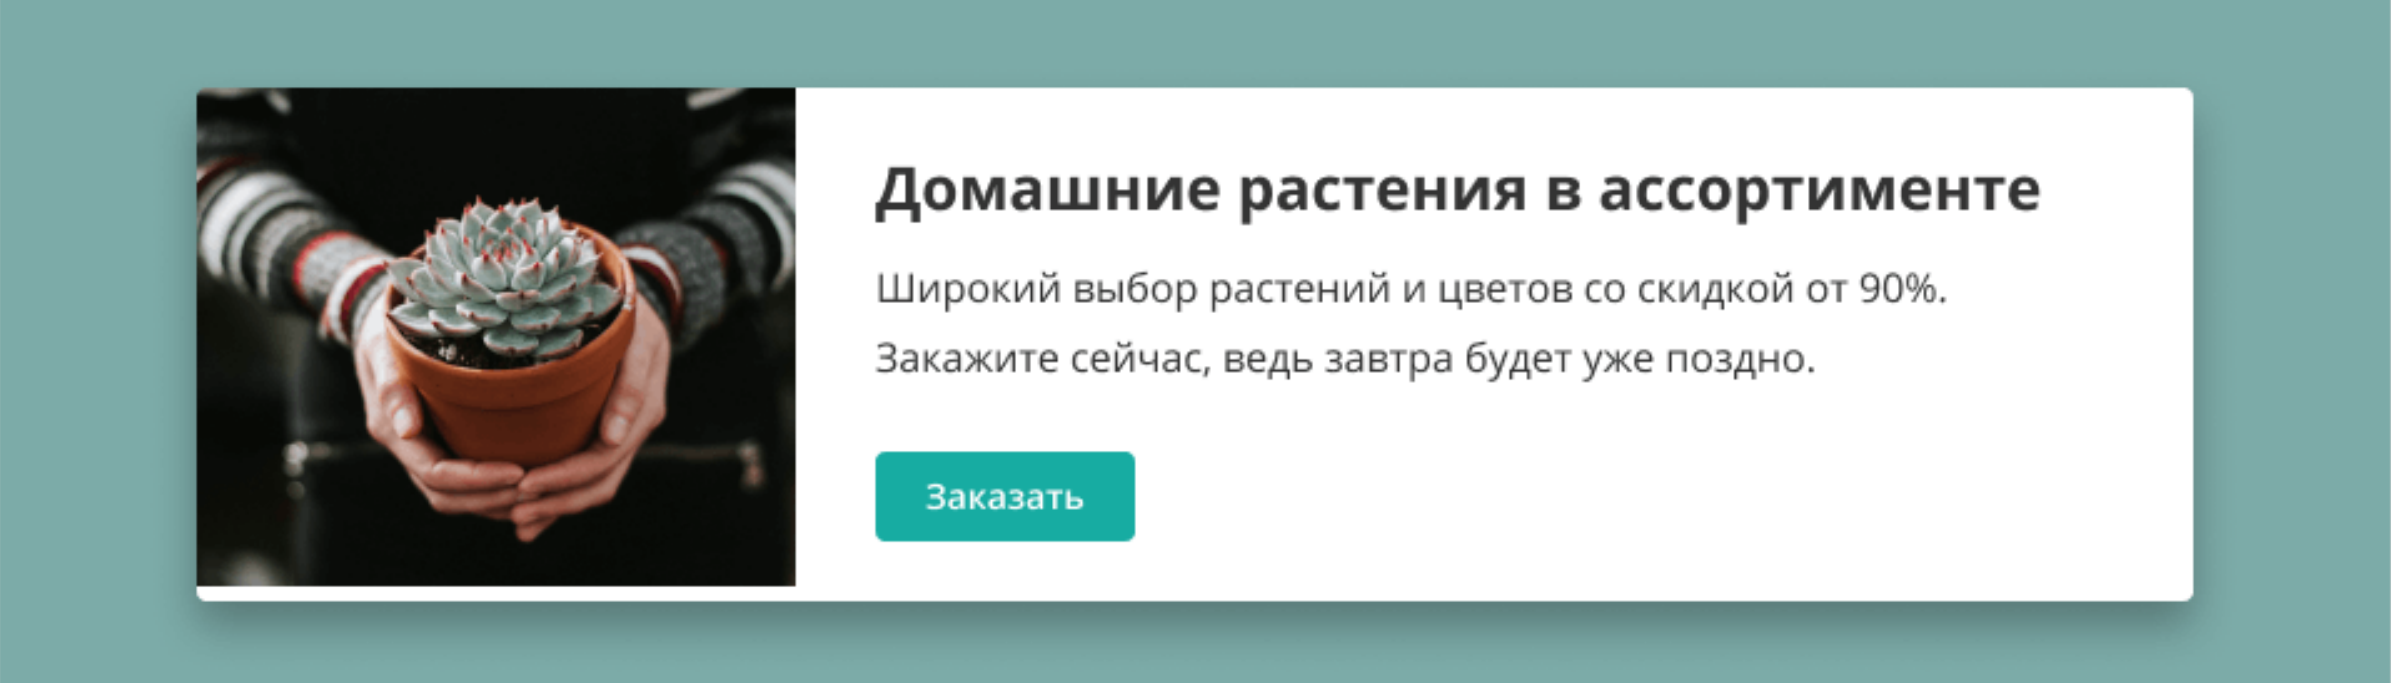 Домашние растения в ассортименте
Широкий выбор растений и цветов со скидкой от 90%.
Закажите сейчас, ведь завтра будет уже поздно.
Заказать